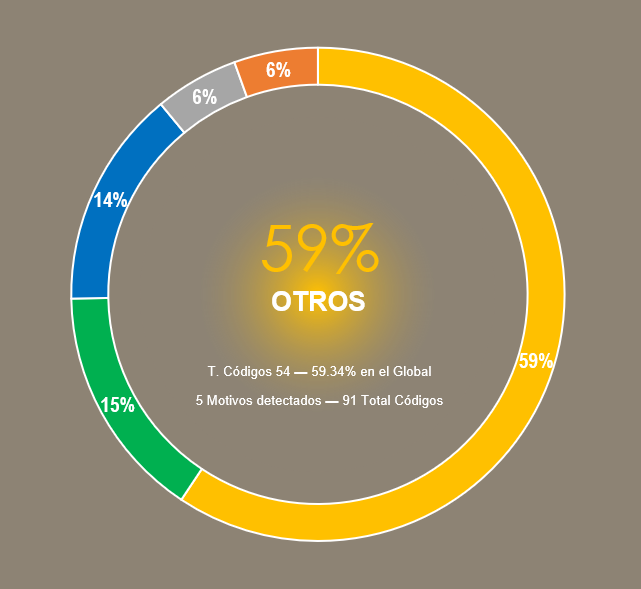 6%
6%
14%
59%
OTROS
59%
T. Códigos 54 — 59.34% en el Global
5 Motivos detectados — 91 Total Códigos
15%